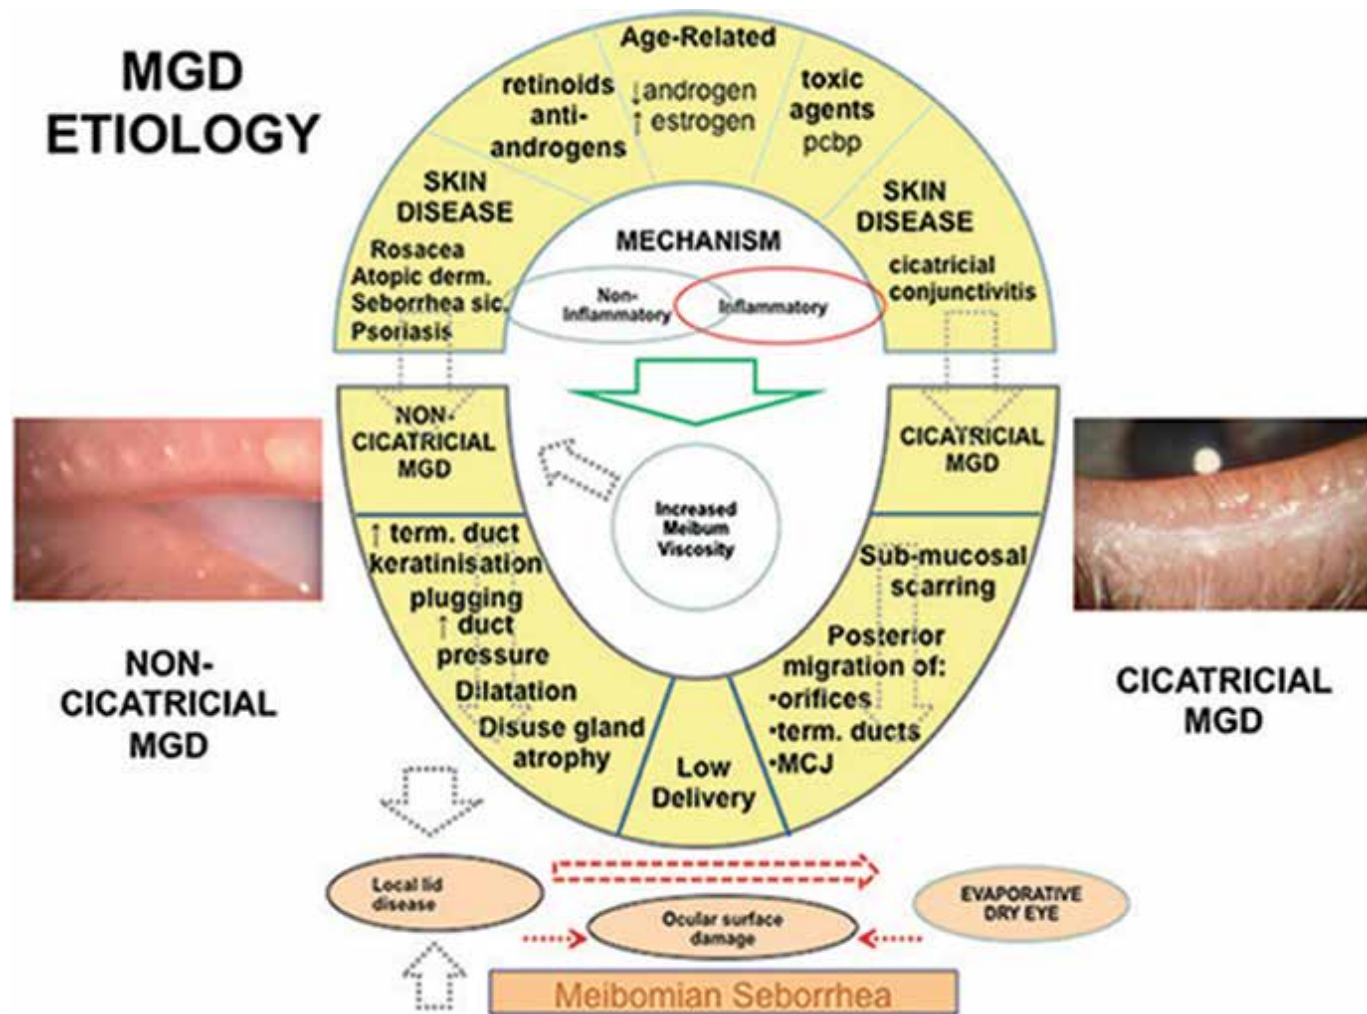 MGD
ETIOLOGY
Age-Related
↓androgen
↑ estrogen
retinoids
anti-
androgens
toxic
agents
pcbp
SKIN
DISEASE
Rosacea
Atopic derm.
Seborrhea sic.
Psoriasis
SKIN
DISEASE
cicatricial
conjunctivitis
MECHANISM
Non-
Inflammatory
Inflammatory
NON-
CICATRICIAL
MGD
CICATRICIAL
MGD
Increased
Meibum
Viscosity
↑ term. duct
keratinisation
plugging
↑ duct
pressure
Dilatation
Disuse gland
atrophy
Sub-mucosal
scarring
Posterior
migration of:
•orifices
•term. ducts
•MCJ
Low
Delivery
NON-
CICATRICIAL
MGD
CICATRICIAL
MGD
Local lid
disease
Ocular surface
damage
EVAPORATIVE
DRY EYE
Meibomian Seborrhea